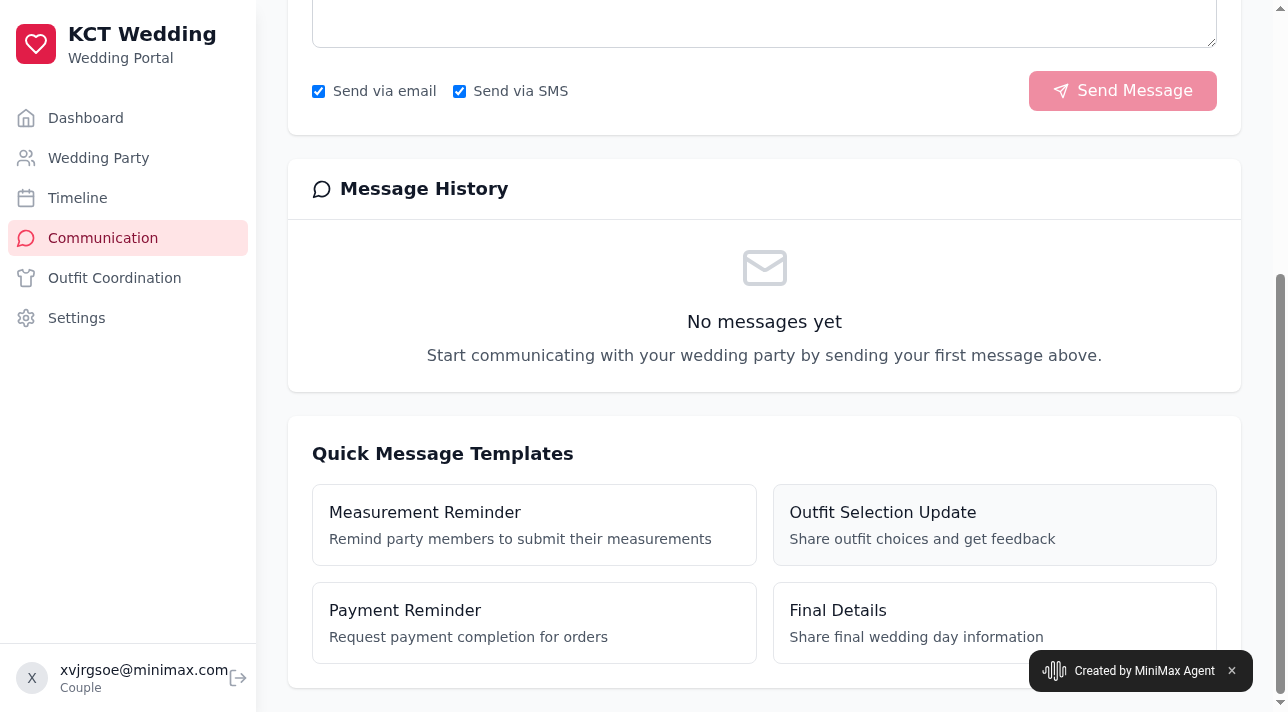 KCT Wedding
Wedding Portal
Dashboard
Wedding Party
Timeline
Communication
Outfit Coordination
Settings
X
xvjrgsoe@minimax.com
Couple
Send via email
Send via SMS
Send Message
Message History
No messages yet
Start communicating with your wedding party by sending your first message above.
Quick Message Templates
Measurement Reminder
Remind party members to submit their measurements
Outfit Selection Update
Share outfit choices and get feedback
Payment Reminder
Request payment completion for orders
Final Details
Share final wedding day information
Created by MiniMax Agent ×